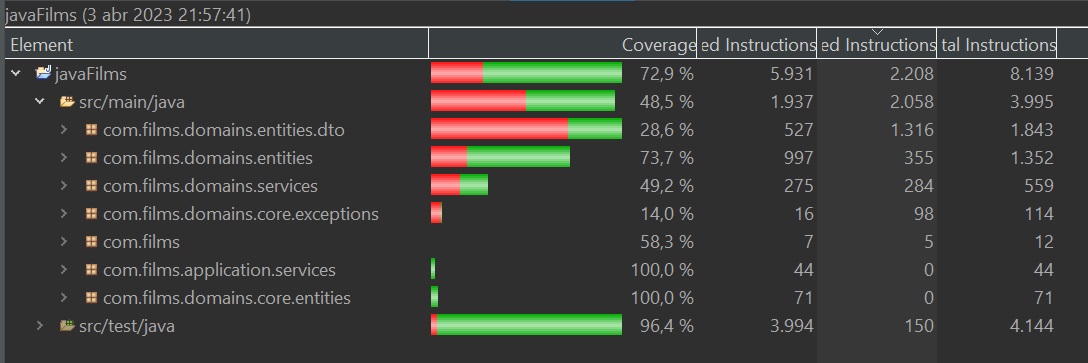 javaFilms (3 abr 2023 21:57:41)
Element Coverage ed Instructions ed Instructions tal Instructions
javaFilms 72,9 % 5.931 2.208 8.139
src/main/java 48,5 % 1.937 2.058 3.995
com.films.domains.entities.dto 28,6 % 527 1.316 1.843
com.films.domains.entities 73,7 % 997 355 1.352
com.films.domains.services 49,2 % 275 284 559
com.films.domains.core.exceptions 14,0 % 16 98 114
com.films 58,3 % 7 5 12
com.films.application.services 100,0 % 44 0 44
com.films.domains.core.entities 100,0 % 71 0 71
src/test/java 96,4 % 3.994 150 4.144